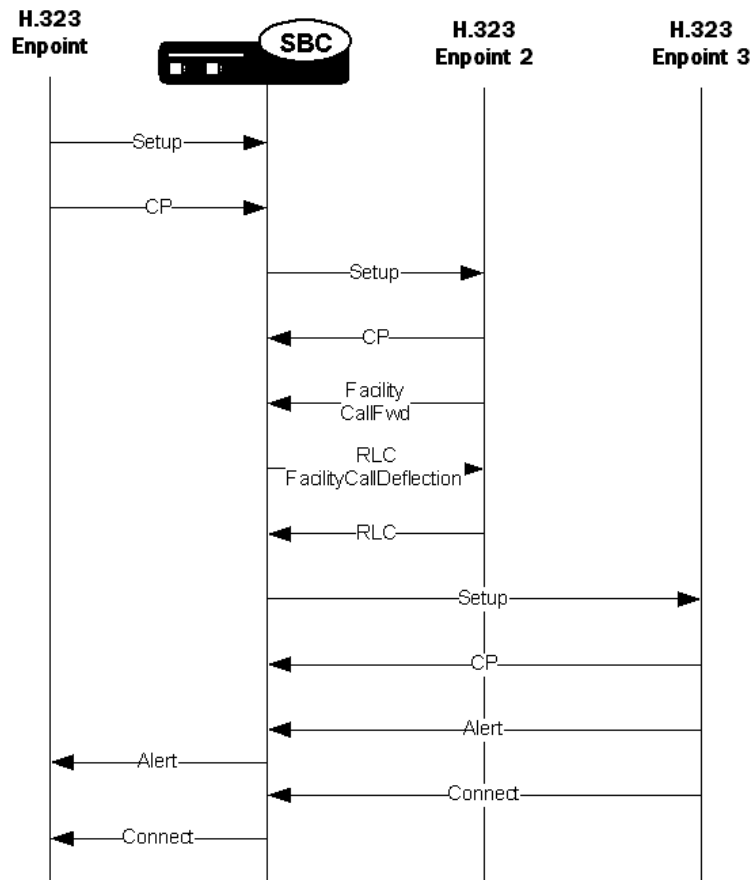 H.323
Enpoint
SBC
H.323
Enpoint 2
H.323
Enpoint 3
Setup
CP
Setup
CP
Facility
CallFwd
RLC
FacilityCallDeflection
RLC
Setup
CP
Alert
Alert
Connect
Connect